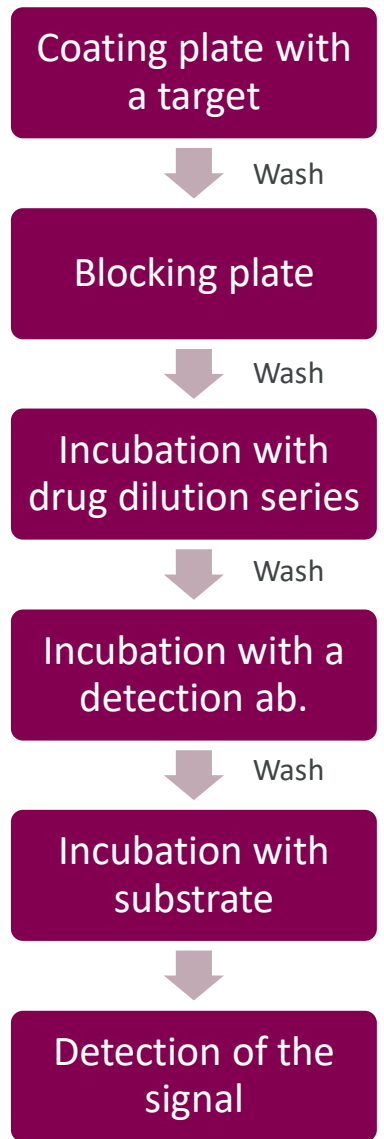 Coating plate with
a target
Wash
Blocking plate
Wash
Incubation with
drug dilution series
Wash
Incubation with a
detection ab.
Wash
Incubation with
substrate
Detection of the
signal